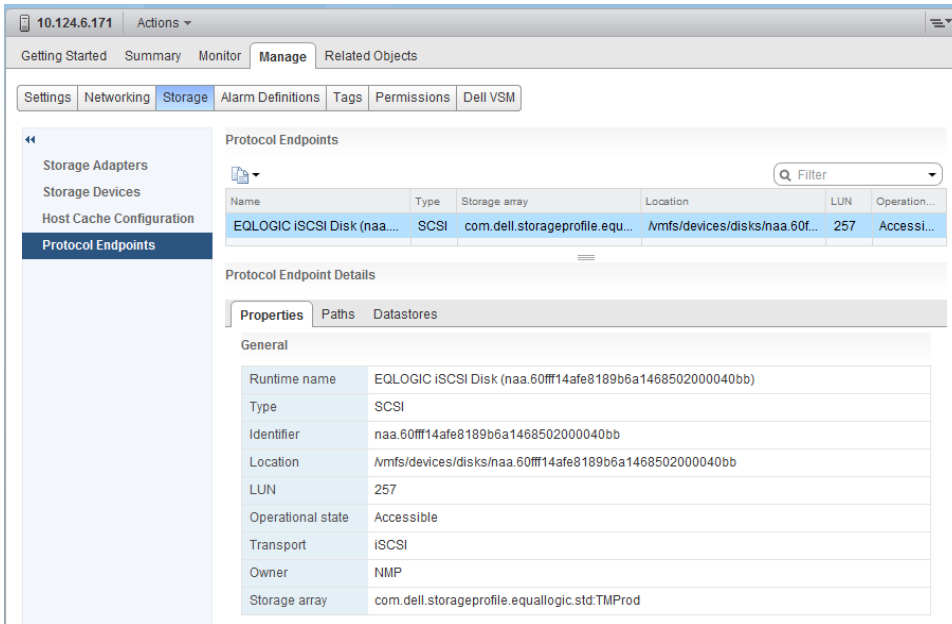 10.124.6.171 Actions
Getting Started Summary Monitor Manage Related Objects
Settings Networking Storage Alarm Definitions Tags Permissions Dell VSM
Storage Adapters
Storage Devices
Host Cache Configuration
Protocol Endpoints
Protocol Endpoints
Filter
Name Type Storage array Location LUN Operation...
EQLOGIC iSCSI Disk (naa.... SCSI com.dell.storageprofile.equ... /vmfs/devices/disks/naa.60f... 257 Accessi...
Protocol Endpoint Details
Properties Paths Datastores
General
Runtime name EQLOGIC iSCSI Disk (naa.60fff14afe8189b6a1468502000040bb)
Type SCSI
Identifier naa.60fff14afe8189b6a1468502000040bb
Location /vmfs/devices/disks/naa.60fff14afe8189b6a1468502000040bb
LUN 257
Operational state Accessible
Transport iSCSI
Owner NMP
Storage array com.dell.storageprofile.equallogic.std:TMProd